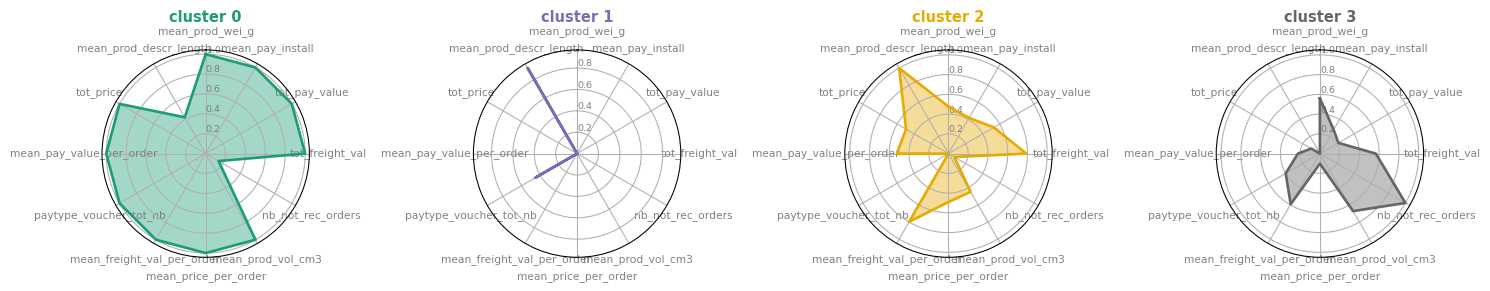 cluster 0
mean_prod_wei_g
mean_prod_descr_length
mean_pay_install
tot_price
tot_pay_value
mean_pay_value_per_order
tot_freight_val
paytype_voucher_tot_nb
nb_not_rec_orders
mean_freight_val_per_order
mean_prod_vol_cm3
mean_price_per_order
0.8
0.6
0.4
0.2
cluster 1
mean_prod_wei_g
mean_prod_descr_length
mean_pay_install
tot_price
tot_pay_value
mean_pay_value_per_order
tot_freight_val
paytype_voucher_tot_nb
nb_not_rec_orders
mean_freight_val_per_order
mean_prod_vol_cm3
mean_price_per_order
0.8
0.6
0.4
0.2
cluster 2
mean_prod_wei_g
mean_prod_descr_length
mean_pay_install
tot_price
tot_pay_value
mean_pay_value_per_order
tot_freight_val
paytype_voucher_tot_nb
nb_not_rec_orders
mean_freight_val_per_order
mean_prod_vol_cm3
mean_price_per_order
0.8
0.6
0.4
0.2
cluster 3
mean_prod_wei_g
mean_prod_descr_length
mean_pay_install
tot_price
tot_pay_value
mean_pay_value_per_order
tot_freight_val
paytype_voucher_tot_nb
nb_not_rec_orders
mean_freight_val_per_order
mean_prod_vol_cm3
mean_price_per_order
0.8
0.6
0.4
0.2